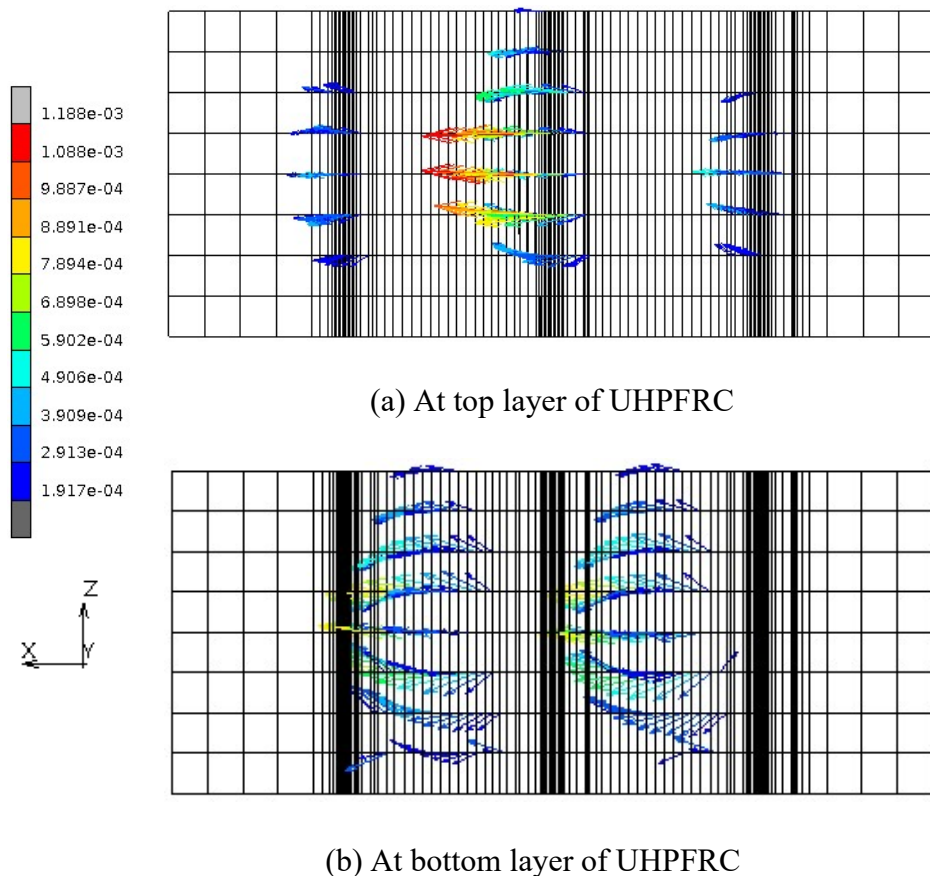 1.188e-03
1.088e-03
9.887e-04
8.891e-04
7.894e-04
6.898e-04
5.902e-04
4.906e-04
3.909e-04
2.913e-04
1.917e-04
(a) At top layer of UHPFRC
Z
X Y
(b) At bottom layer of UHPFRC